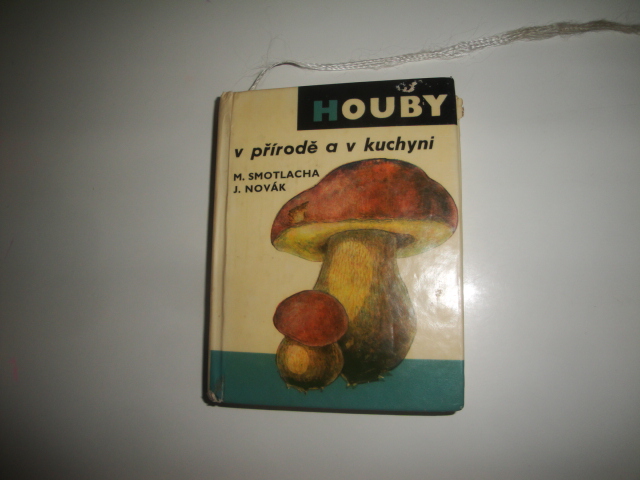 HOUBY
v přírodě a v kuchyni
M. SMOTLACHA
J. NOVÁK